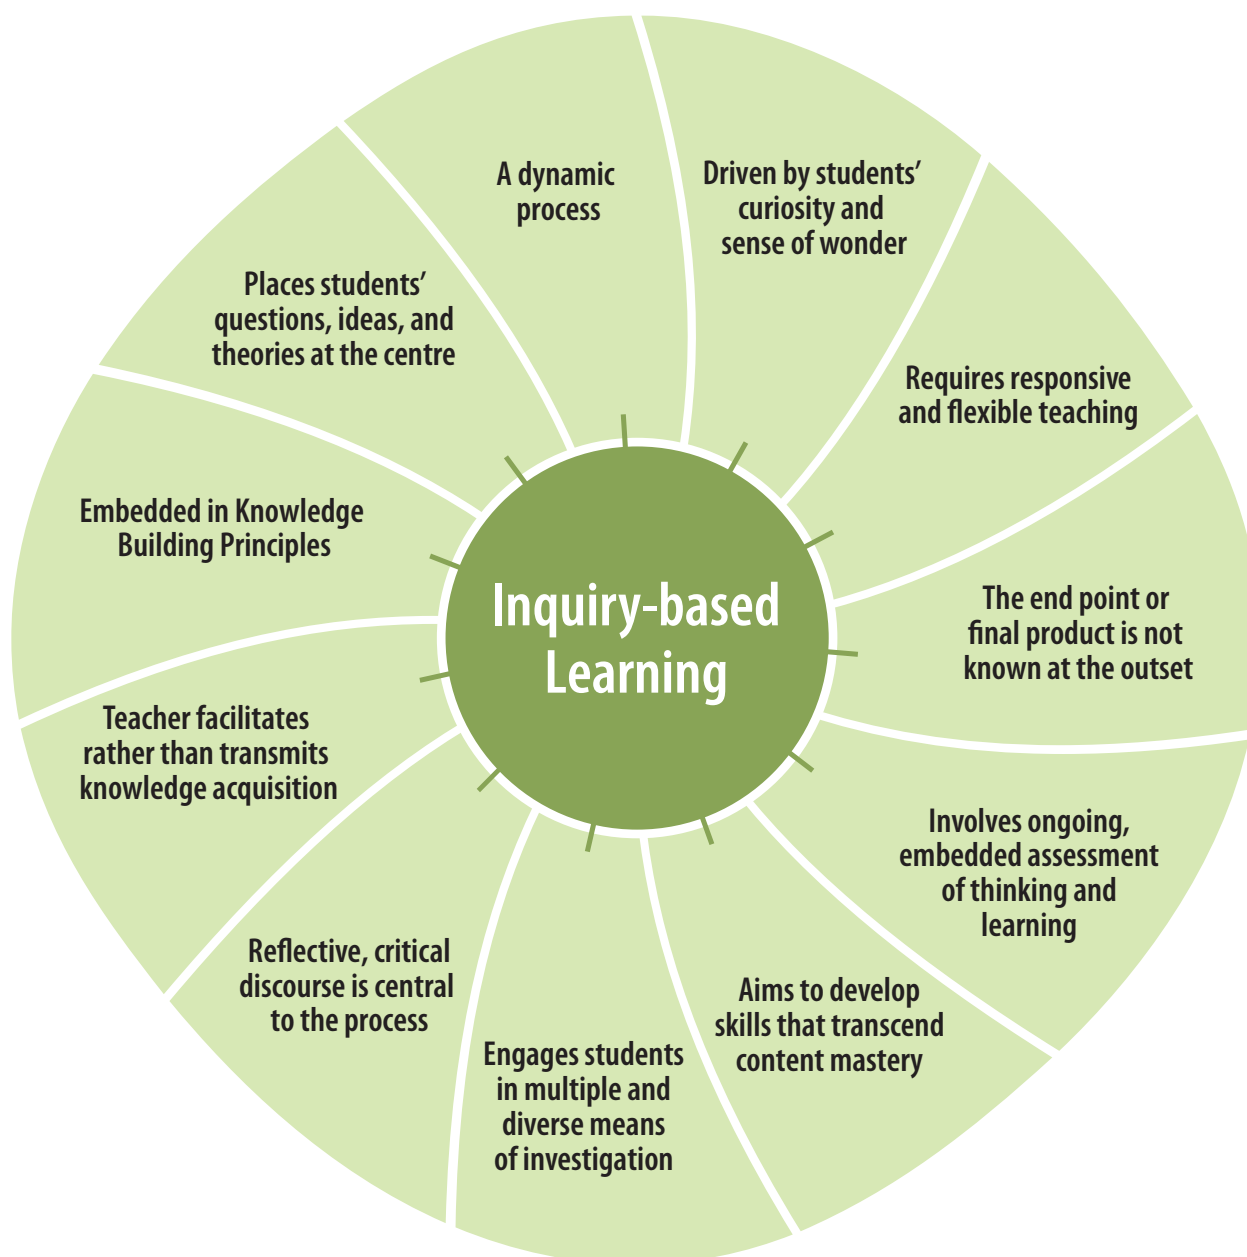 A dynamic
process
Driven by students’
curiosity and
sense of wonder
Requires responsive
and flexible teaching
The end point or
final product is not
known at the outset
Involves ongoing,
embedded assessment
of thinking and
learning
Aims to develop
skills that transcend
content mastery
Engages students
in multiple and
diverse means
of investigation
Reflective, critical
discourse is central
to the process
Teacher facilitates
rather than transmits
knowledge acquisition
Embedded in Knowledge
Building Principles
Places students’
questions, ideas, and
theories at the centre
Inquiry-based
Learning